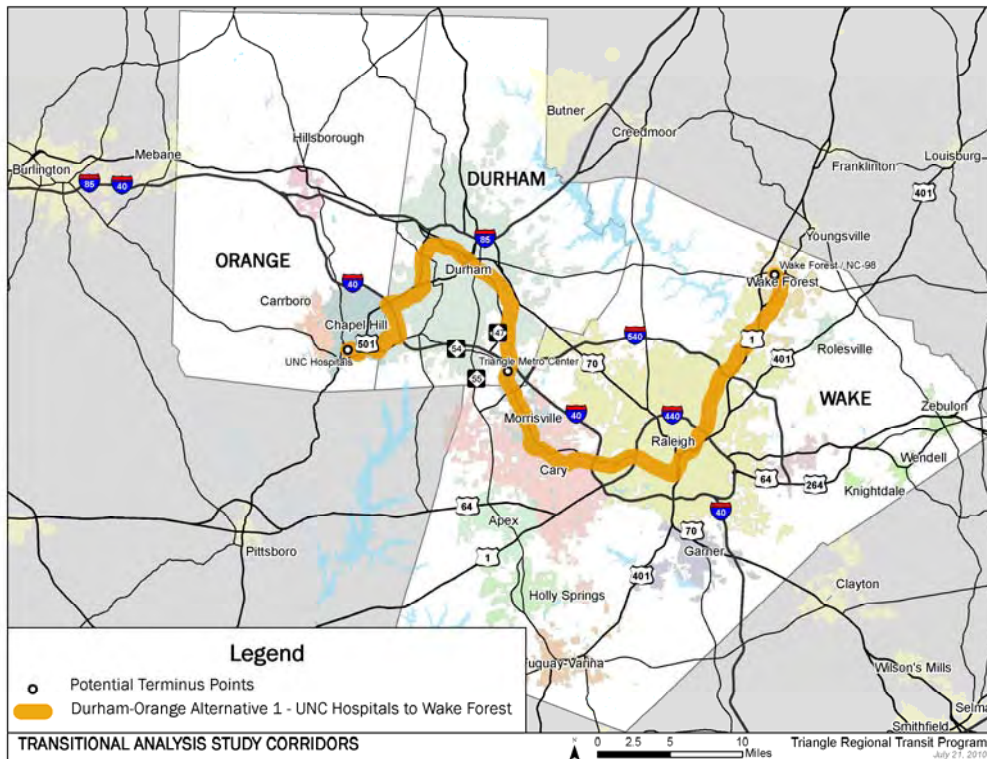 Butner
Creedmoor
Hillsborough
Mebane
Burlington
Franklinton
Louisburg
85
40
DURHAM
401
85
Youngsville
ORANGE
Wake Forest / NC-98
Durham
Wake Forest
40
Carrboro
Chapel Hill
501
147
540
1
UNC Hospitals
54
Triangle Metro Center
70
401
Rolesville
55
WAKE
Morrisville
40
440
Zebulon
Raleigh
Cary
Wendell
64
264
Knightdale
64
Apex
40
70
Pittsboro
1
Garner
401
Clayton
Holly Springs
Legend
Fuquay-Varina
Wilson's Mills
Potential Terminus Points
Durham-Orange Alternative 1 - UNC Hospitals to Wake Forest
Selma
Smithfield
TRANSITIONAL ANALYSIS STUDY CORRIDORS
N
0 2.5 5 10
Miles
Triangle Regional Transit Program
July 21, 2010